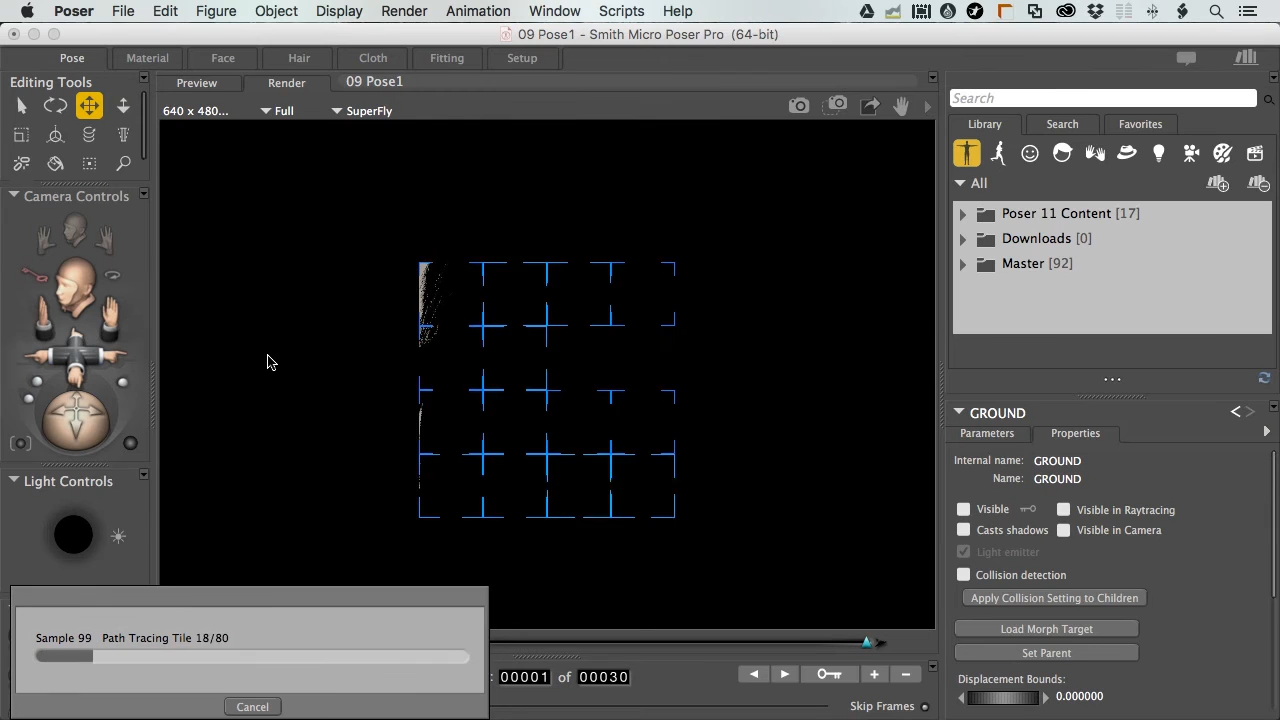 Poser File Edit Figure Object Display Render Animation Window Scripts Help
09 Pose1 - Smith Micro Poser Pro (64-bit)
Pose Material Face Hair Cloth Fitting Setup
Editing Tools
Preview Render 09 Pose1
640 x 480... Full SuperFly
Search
Library Search Favorites
All
Camera Controls
Poser 11 Content [17]
Downloads [0]
Master [92]
...
GROUND
Parameters Properties
Internal name: GROUND
Name: GROUND
Light Controls
Visible Visible in Raytracing
Casts shadows Visible in Camera
Light emitter
Collision detection
Apply Collision Setting to Children
Load Morph Target
Set Parent
Displacement Bounds:
0.000000
Sample 99 Path Tracing Tile 18/80
Cancel
: 00001 of 00030
Skip Frames